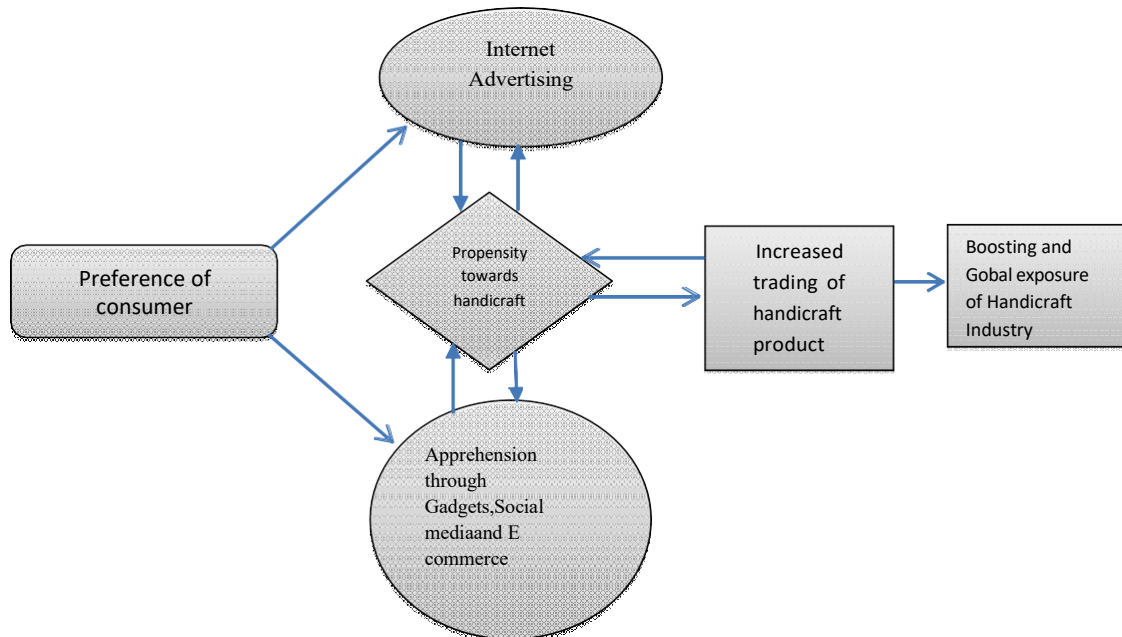 Internet
Advertising
Preference of
consumer
Propensity
towards
handicraft
Increased
trading of
handicraft
product
Boosting and
Gobal exposure
of Handicraft
Industry
Apprehension
through
Gadgets,Social
mediaand E
commerce